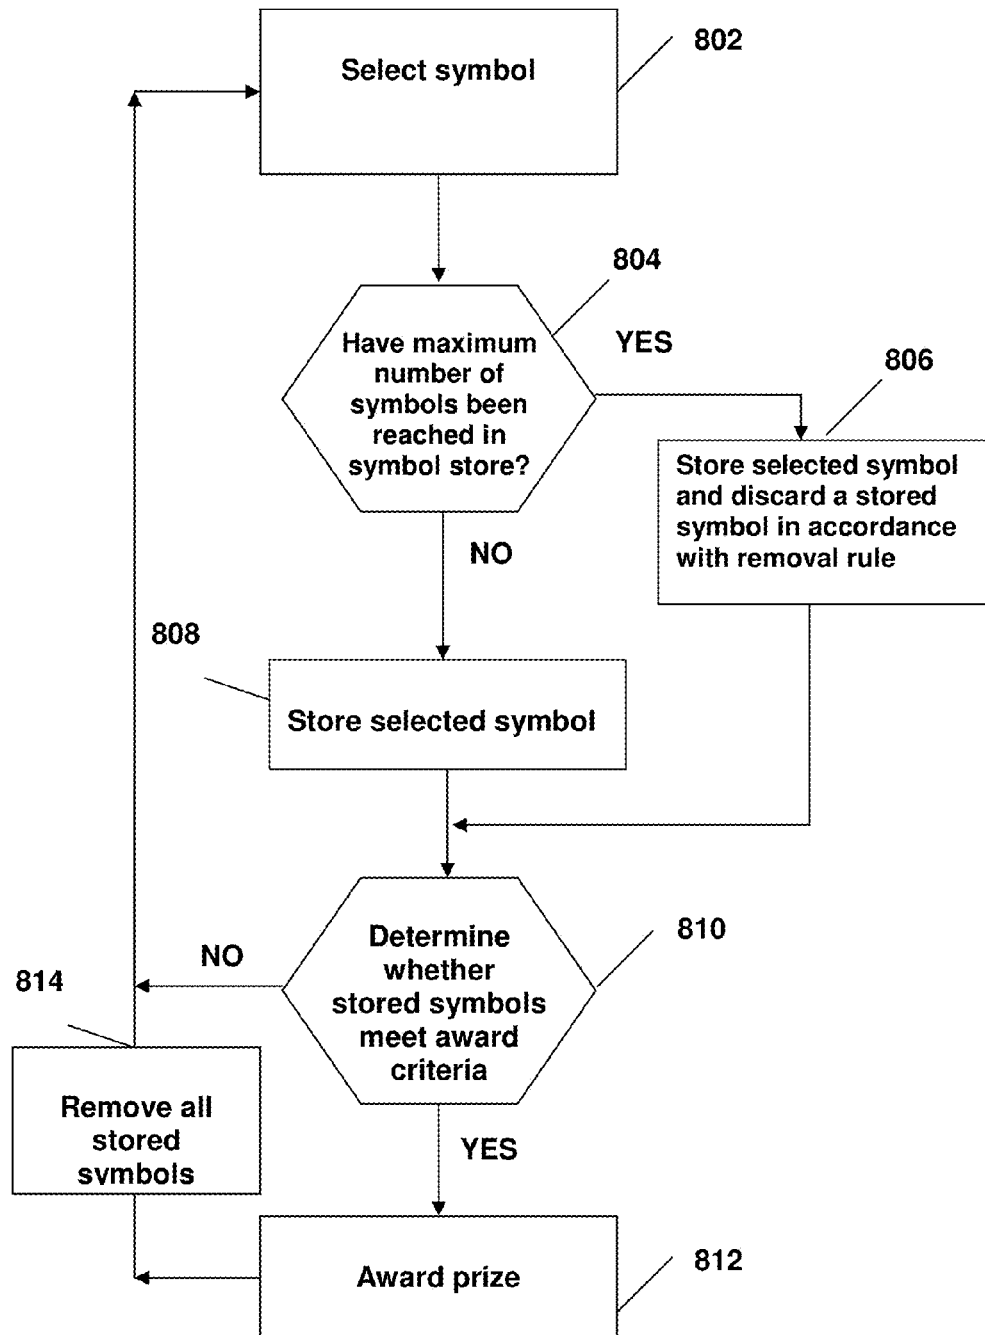 802
Select symbol
804
Have maximum
number of
symbols been
reached in
symbol store?
YES
806
Store selected symbol
and discard a stored
symbol in accordance
with removal rule
NO
808
Store selected symbol
810
Determine
whether
stored symbols
meet award
criteria
NO
814
Remove all
stored
symbols
YES
Award prize
812